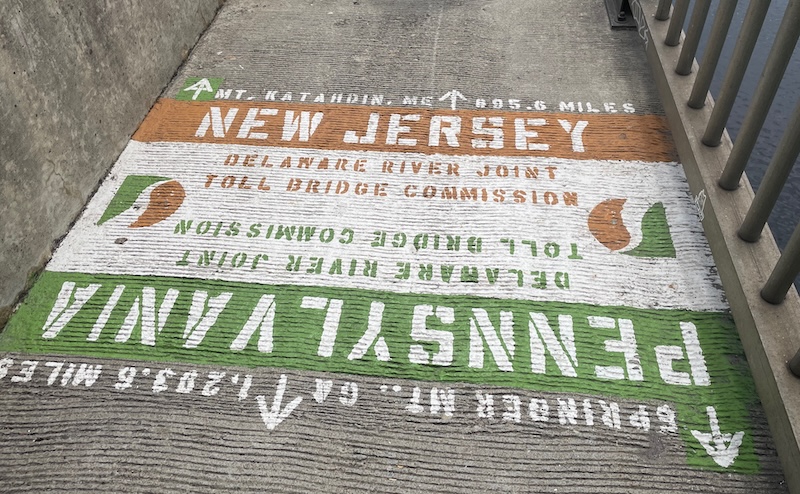 MT. KATAHDIN, ME 895.6 MILES
NEW JERSEY
DELAWARE RIVER JOINT
TOLL BRIDGE COMMISSION
PENNSYLVANIA
DELAWARE RIVER JOINT
TOLL BRIDGE COMMISSION
SPRINGER MT., GA 1,293.6 MILES